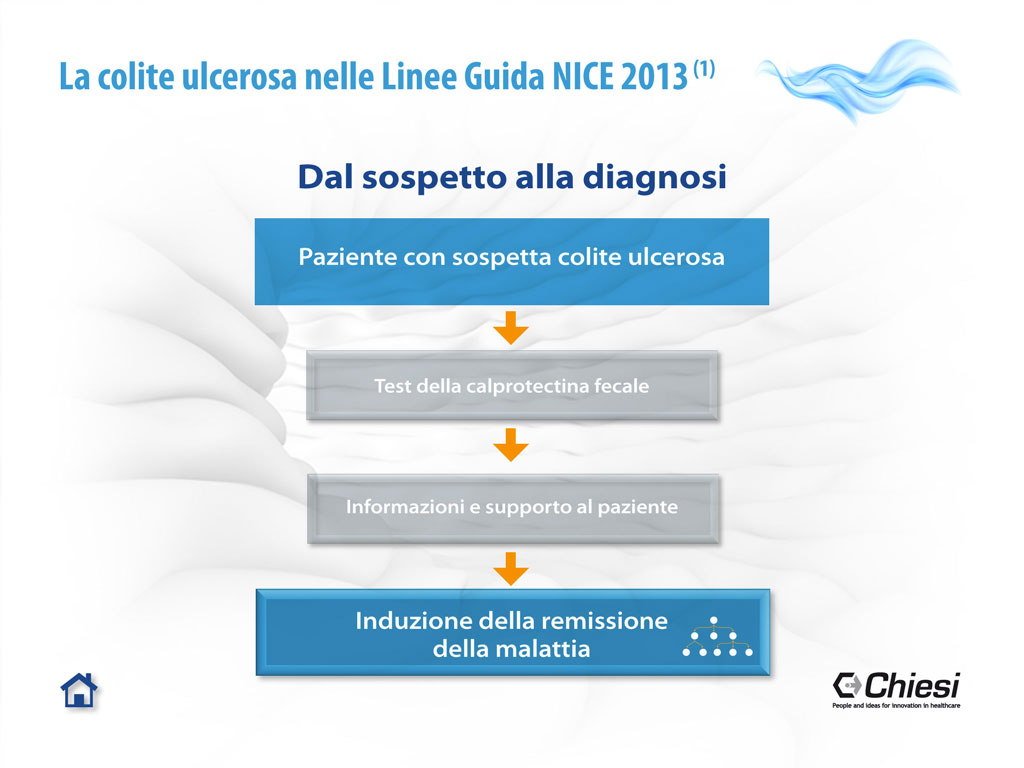 La colite ulcerosa nelle Linee Guida NICE 2013 (1)
Dal sospetto alla diagnosi
Paziente con sospetta colite ulcerosa
Test della calprotectina fecale
Informazioni e supporto al paziente
Induzione della remissione
della malattia
Chiesi
People and ideas for innovation in healthcare